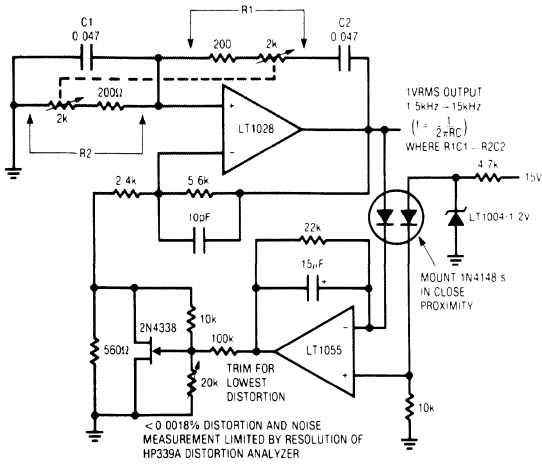 R1
C1
0.047
C2
0.047
200
2k
200Ω
2k
R2
+
−
LT1028
1VRMS OUTPUT
1.5kHz – 15kHz
(f = 1/2πRC)
WHERE R1C1 = R2C2
4.7k
15V
LT1004-1.2V
2.4k
5.6k
10pF
22k
15µF
+
MOUNT 1N4148's
IN CLOSE
PROXIMITY
10k
2N4338
100k
560Ω
20k
TRIM FOR
LOWEST
DISTORTION
−
+
LT1055
10k
<0.0018% DISTORTION AND NOISE
MEASUREMENT LIMITED BY RESOLUTION OF
HP339A DISTORTION ANALYZER